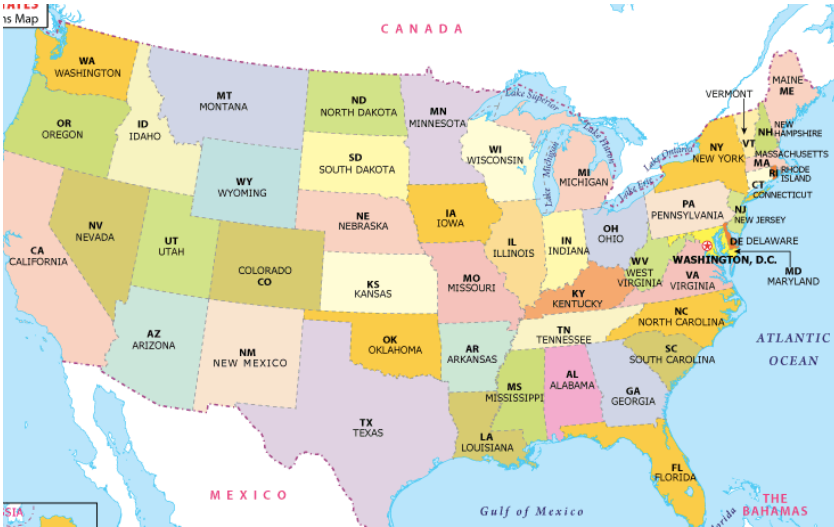 TATES
ns Map
CANADA
WA
WASHINGTON
MT
MONTANA
ND
NORTH DAKOTA
MN
MINNESOTA
Lake Superior
VERMONT
MAINE
ME
OR
OREGON
ID
IDAHO
SD
SOUTH DAKOTA
WI
WISCONSIN
Lake Michigan
Lake Huron
MI
MICHIGAN
Lake Ontario
Lake Erie
NY
NEW YORK
VT
NH
NEW
HAMPSHIRE
MASSACHUSETTS
MA
RI
RHODE
ISLAND
CT
CONNECTICUT
WY
WYOMING
NE
NEBRASKA
IA
IOWA
IL
ILLINOIS
IN
INDIANA
OH
OHIO
PA
PENNSYLVANIA
NJ
NEW JERSEY
DE DELAWARE
WASHINGTON, D.C.
MD
MARYLAND
CA
CALIFORNIA
NV
NEVADA
UT
UTAH
COLORADO
CO
KS
KANSAS
MO
MISSOURI
KY
KENTUCKY
WV
WEST
VIRGINIA
VA
VIRGINIA
AZ
ARIZONA
NM
NEW MEXICO
OK
OKLAHOMA
AR
ARKANSAS
TN
TENNESSEE
NC
NORTH CAROLINA
SC
SOUTH CAROLINA
ATLANTIC
OCEAN
TX
TEXAS
LA
LOUISIANA
MS
MISSISSIPPI
AL
ALABAMA
GA
GEORGIA
FL
FLORIDA
MEXICO
Gulf of Mexico
THE
BAHAMAS
SIA
orida